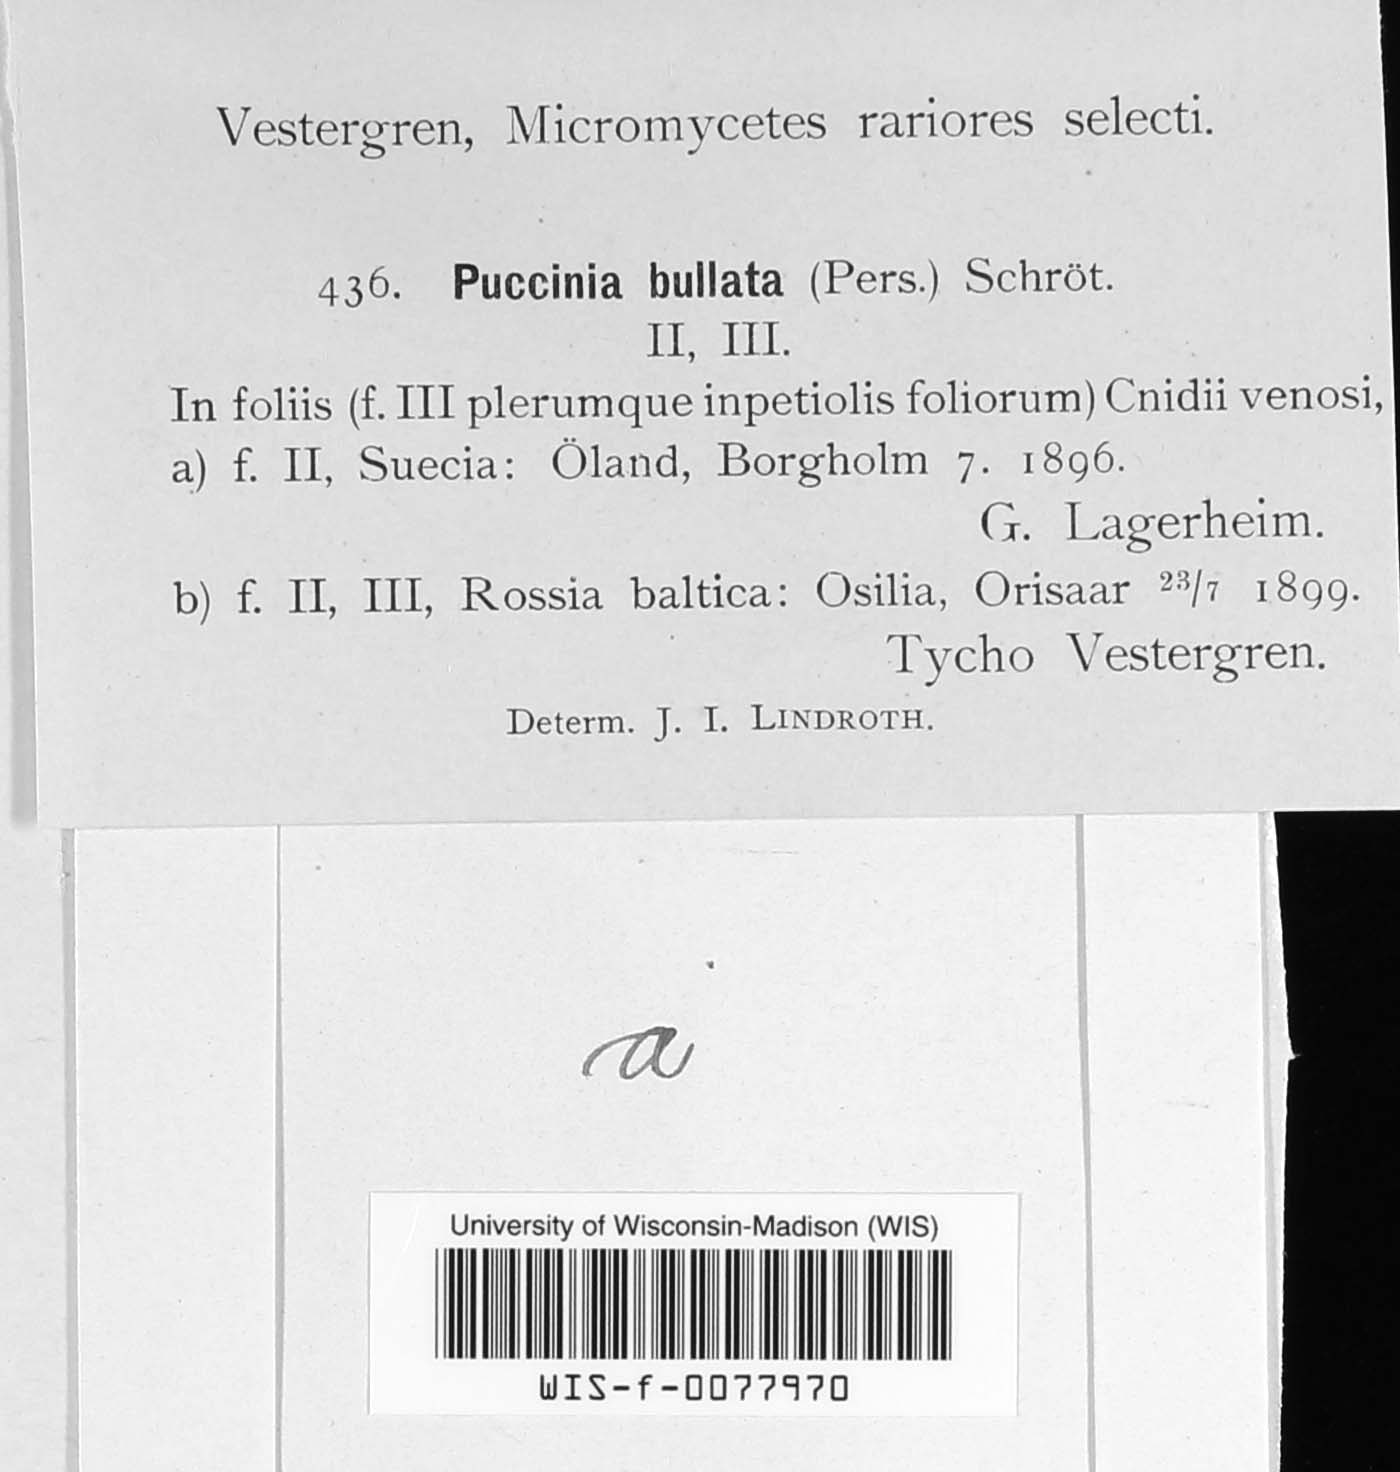 Vestergren, Micromycetes rariores selecti.
436. Puccinia bullata (Pers.) Schröt.
II, III.
In foliis (f. III plerumque inpetiolis foliorum) Cnidii venosi,
a) f. II, Suecia: Öland, Borgholm 7. 1896.
G. Lagerheim.
b) f. II, III, Rossia baltica: Osilia, Orisaar 23/7 1899.
Tycho Vestergren.
Determ. J. I. LINDROTH.
a
University of Wisconsin-Madison (WIS)
WIS-f-0077970